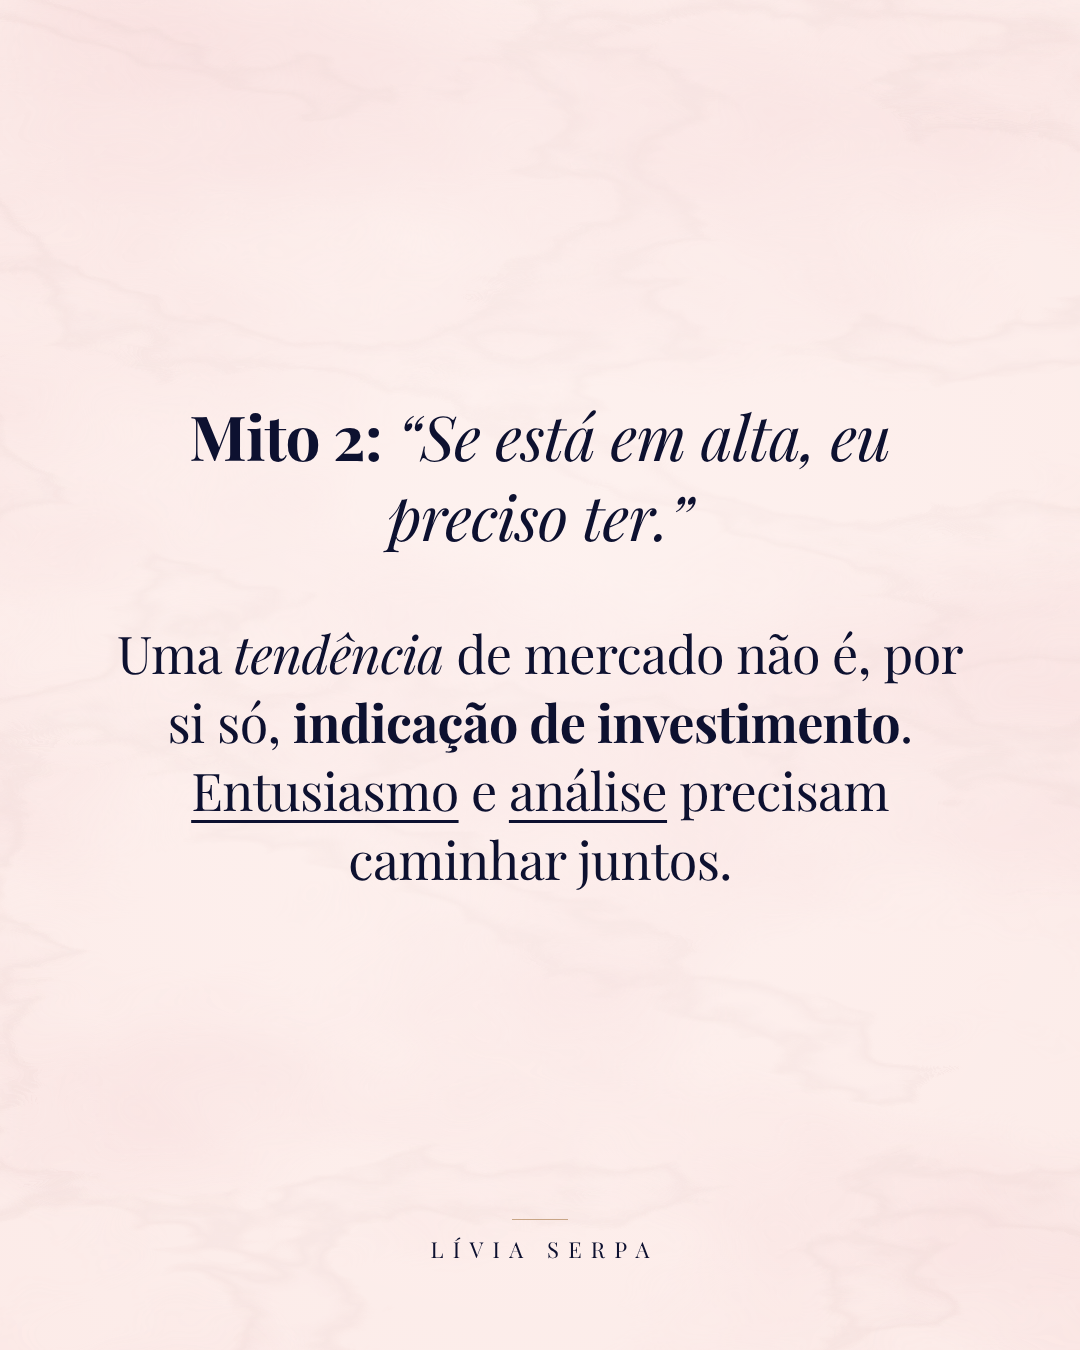 Mito 2: “Se está em alta, eu
preciso ter.”
Uma tendência de mercado não é, por
si só, indicação de investimento.
Entusiasmo e análise precisam
caminhar juntos.
LÍVIA SERPA